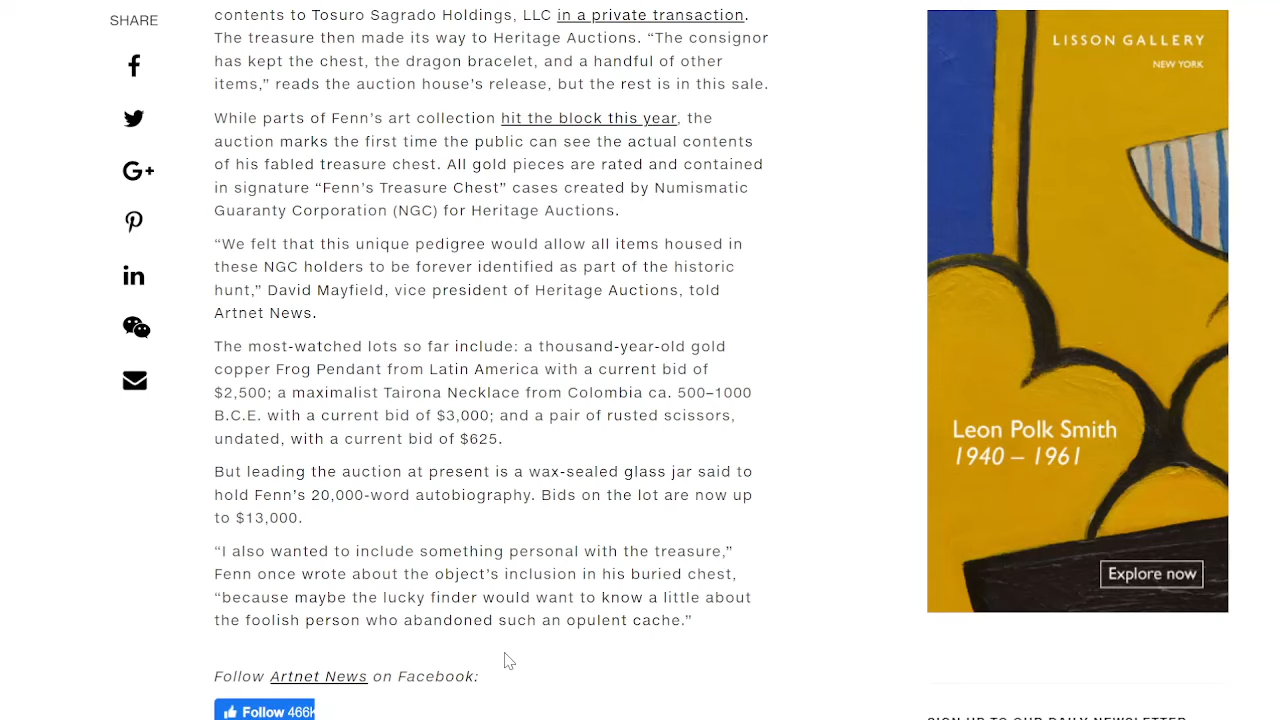 SHARE
contents to Tosuro Sagrado Holdings, LLC in a private transaction.
The treasure then made its way to Heritage Auctions. “The consignor
has kept the chest, the dragon bracelet, and a handful of other
items,” reads the auction house’s release, but the rest is in this sale.
While parts of Fenn’s art collection hit the block this year, the
auction marks the first time the public can see the actual contents
of his fabled treasure chest. All gold pieces are rated and contained
in signature “Fenn’s Treasure Chest” cases created by Numismatic
Guaranty Corporation (NGC) for Heritage Auctions.
“We felt that this unique pedigree would allow all items housed in
these NGC holders to be forever identified as part of the historic
hunt,” David Mayfield, vice president of Heritage Auctions, told
Artnet News.
The most-watched lots so far include: a thousand-year-old gold
copper Frog Pendant from Latin America with a current bid of
$2,500; a maximalist Tairona Necklace from Colombia ca. 500–1000
B.C.E. with a current bid of $3,000; and a pair of rusted scissors,
undated, with a current bid of $625.
But leading the auction at present is a wax-sealed glass jar said to
hold Fenn’s 20,000-word autobiography. Bids on the lot are now up
to $13,000.
“I also wanted to include something personal with the treasure,”
Fenn once wrote about the object’s inclusion in his buried chest,
“because maybe the lucky finder would want to know a little about
the foolish person who abandoned such an opulent cache.”
Follow Artnet News on Facebook:
Follow 466K
LISSON GALLERY
NEW YORK
Leon Polk Smith
1940 – 1961
Explore now
SIGN UP TO OUR DAILY NEWSLETTER